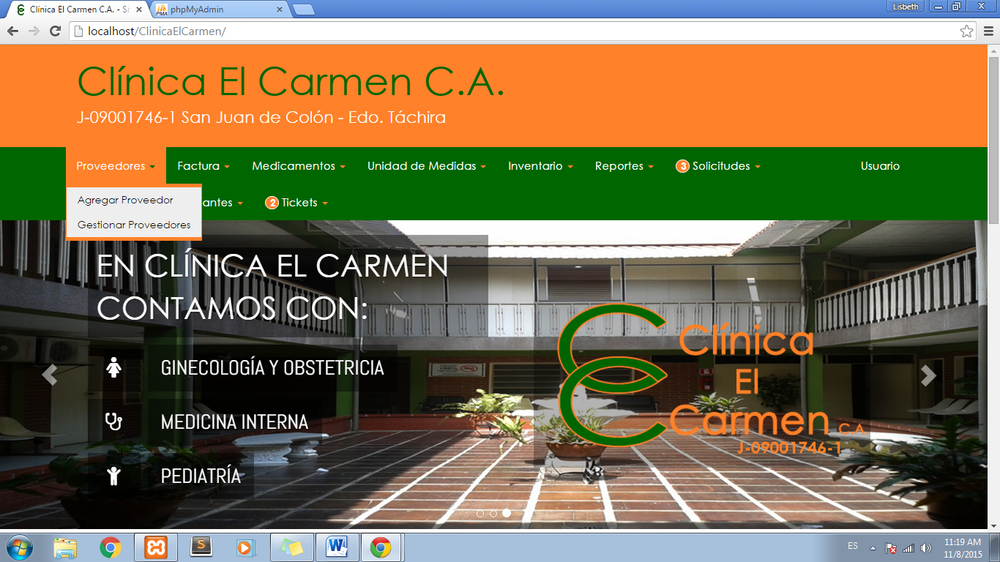 Clínica El Carmen C.A. - Si
phpMyAdmin
Lisbeth
localhost/ClinicaElCarmen/
Clínica El Carmen C.A.
J-09001746-1 San Juan de Colón - Edo. Táchira
Proveedores Factura Medicamentos Unidad de Medidas Inventario Reportes 3 Solicitudes Usuario
antes 2 Tickets
Agregar Proveedor
Gestionar Proveedores
EN CLÍNICA EL CARMEN
CONTAMOS CON:
GINECOLOGÍA Y OBSTETRICIA
MEDICINA INTERNA
PEDIATRÍA
Clínica
El
Carmen C.A.
J-09001746-1
ES
11:19 AM
11/8/2015